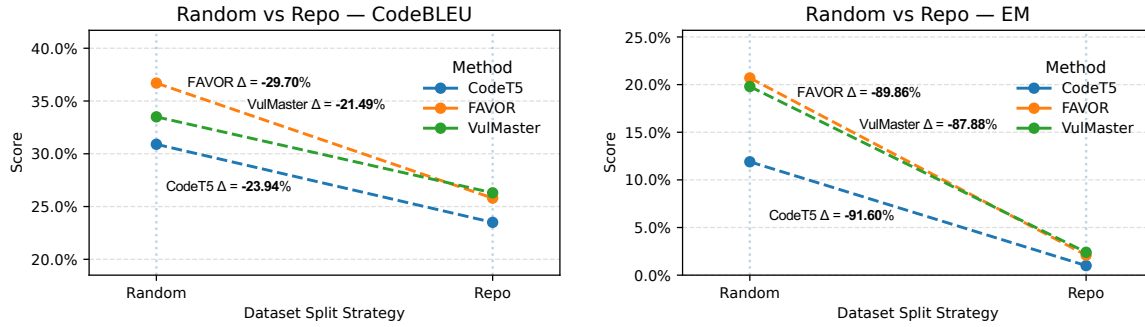 Random vs Repo — CodeBLEU
40.0%
35.0%
30.0%
25.0%
20.0%
Score
FAVOR Δ = -29.70%
VulMaster Δ = -21.49%
CodeT5 Δ = -23.94%
Method
CodeT5
FAVOR
VulMaster
Random
Repo
Dataset Split Strategy
Random vs Repo — EM
25.0%
20.0%
15.0%
10.0%
5.0%
0.0%
Score
FAVOR Δ = -89.86%
VulMaster Δ = -87.88%
CodeT5 Δ = -91.60%
Method
CodeT5
FAVOR
VulMaster
Random
Repo
Dataset Split Strategy